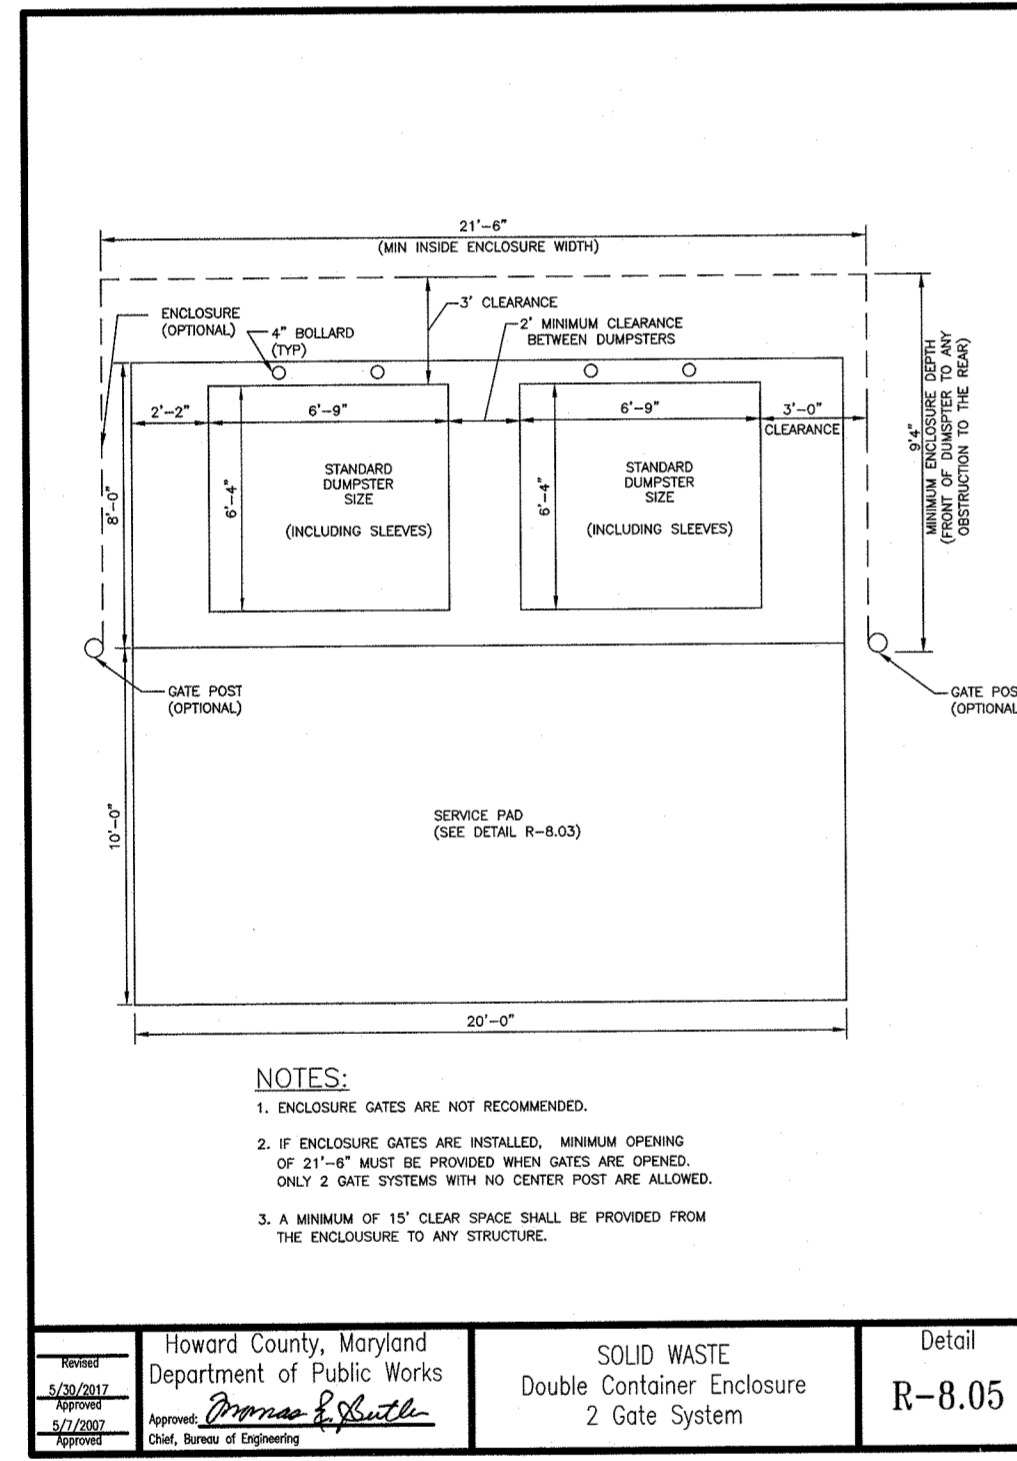 21'-6"
(MIN INSIDE ENCLOSURE WIDTH)
ENCLOSURE
(OPTIONAL)
4" BOLLARD
(TYP)
3' CLEARANCE
2' MINIMUM CLEARANCE
BETWEEN DUMPSTERS
2'-2"
6'-9"
6'-9"
3'-0"
CLEARANCE
8'-0"
6'-4"
STANDARD
DUMPSTER
SIZE
(INCLUDING SLEEVES)
6'-4"
STANDARD
DUMPSTER
SIZE
(INCLUDING SLEEVES)
9'4"
MINIMUM ENCLOSURE DEPTH
(FRONT OF DUMSPTER TO ANY
OBSTRUCTION TO THE REAR)
GATE POST
(OPTIONAL)
GATE POS
(OPTIONAL
10'-0"
SERVICE PAD
(SEE DETAIL R-8.03)
20'-0"
NOTES:
1. ENCLOSURE GATES ARE NOT RECOMMENDED.
2. IF ENCLOSURE GATES ARE INSTALLED, MINIMUM OPENING
OF 21'-6" MUST BE PROVIDED WHEN GATES ARE OPENED.
ONLY 2 GATE SYSTEMS WITH NO CENTER POST ARE ALLOWED.
3. A MINIMUM OF 15' CLEAR SPACE SHALL BE PROVIDED FROM
THE ENCLOUSURE TO ANY STRUCTURE.
Revised
5/30/2017
Approved
5/7/2007
Approved
Howard County, Maryland
Department of Public Works
Approved: Thomas E. Butler
Chief, Bureau of Engineering
SOLID WASTE
Double Container Enclosure
2 Gate System
Detail
R-8.05